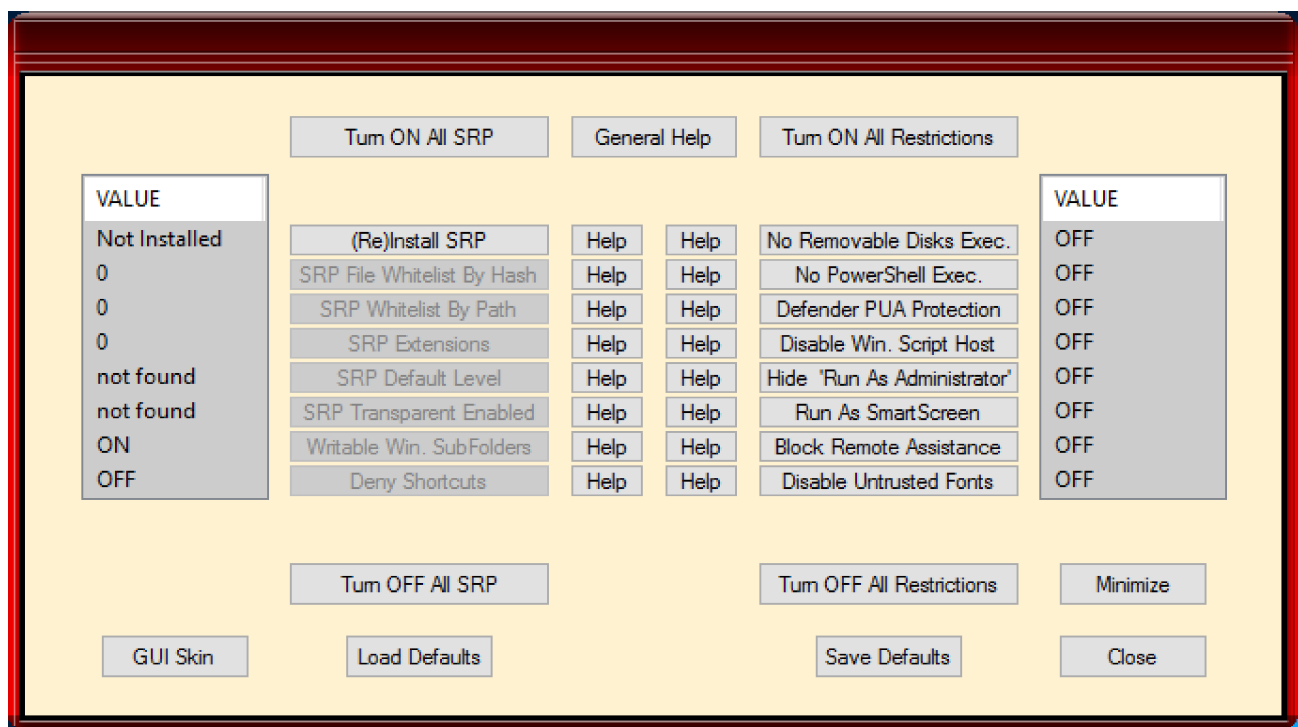 Turn ON All SRP General Help Turn ON All Restrictions
VALUE VALUE
Not Installed (Re)Install SRP Help Help No Removable Disks Exec. OFF
0 SRP File Whitelist By Hash Help Help No PowerShell Exec. OFF
0 SRP Whitelist By Path Help Help Defender PUA Protection OFF
0 SRP Extensions Help Help Disable Win. Script Host OFF
not found SRP Default Level Help Help Hide 'Run As Administrator' OFF
not found SRP Transparent Enabled Help Help Run As SmartScreen OFF
ON Writable Win. SubFolders Help Help Block Remote Assistance OFF
OFF Deny Shortcuts Help Help Disable Untrusted Fonts OFF
Turn OFF All SRP Turn OFF All Restrictions Minimize
GUI Skin Load Defaults Save Defaults Close